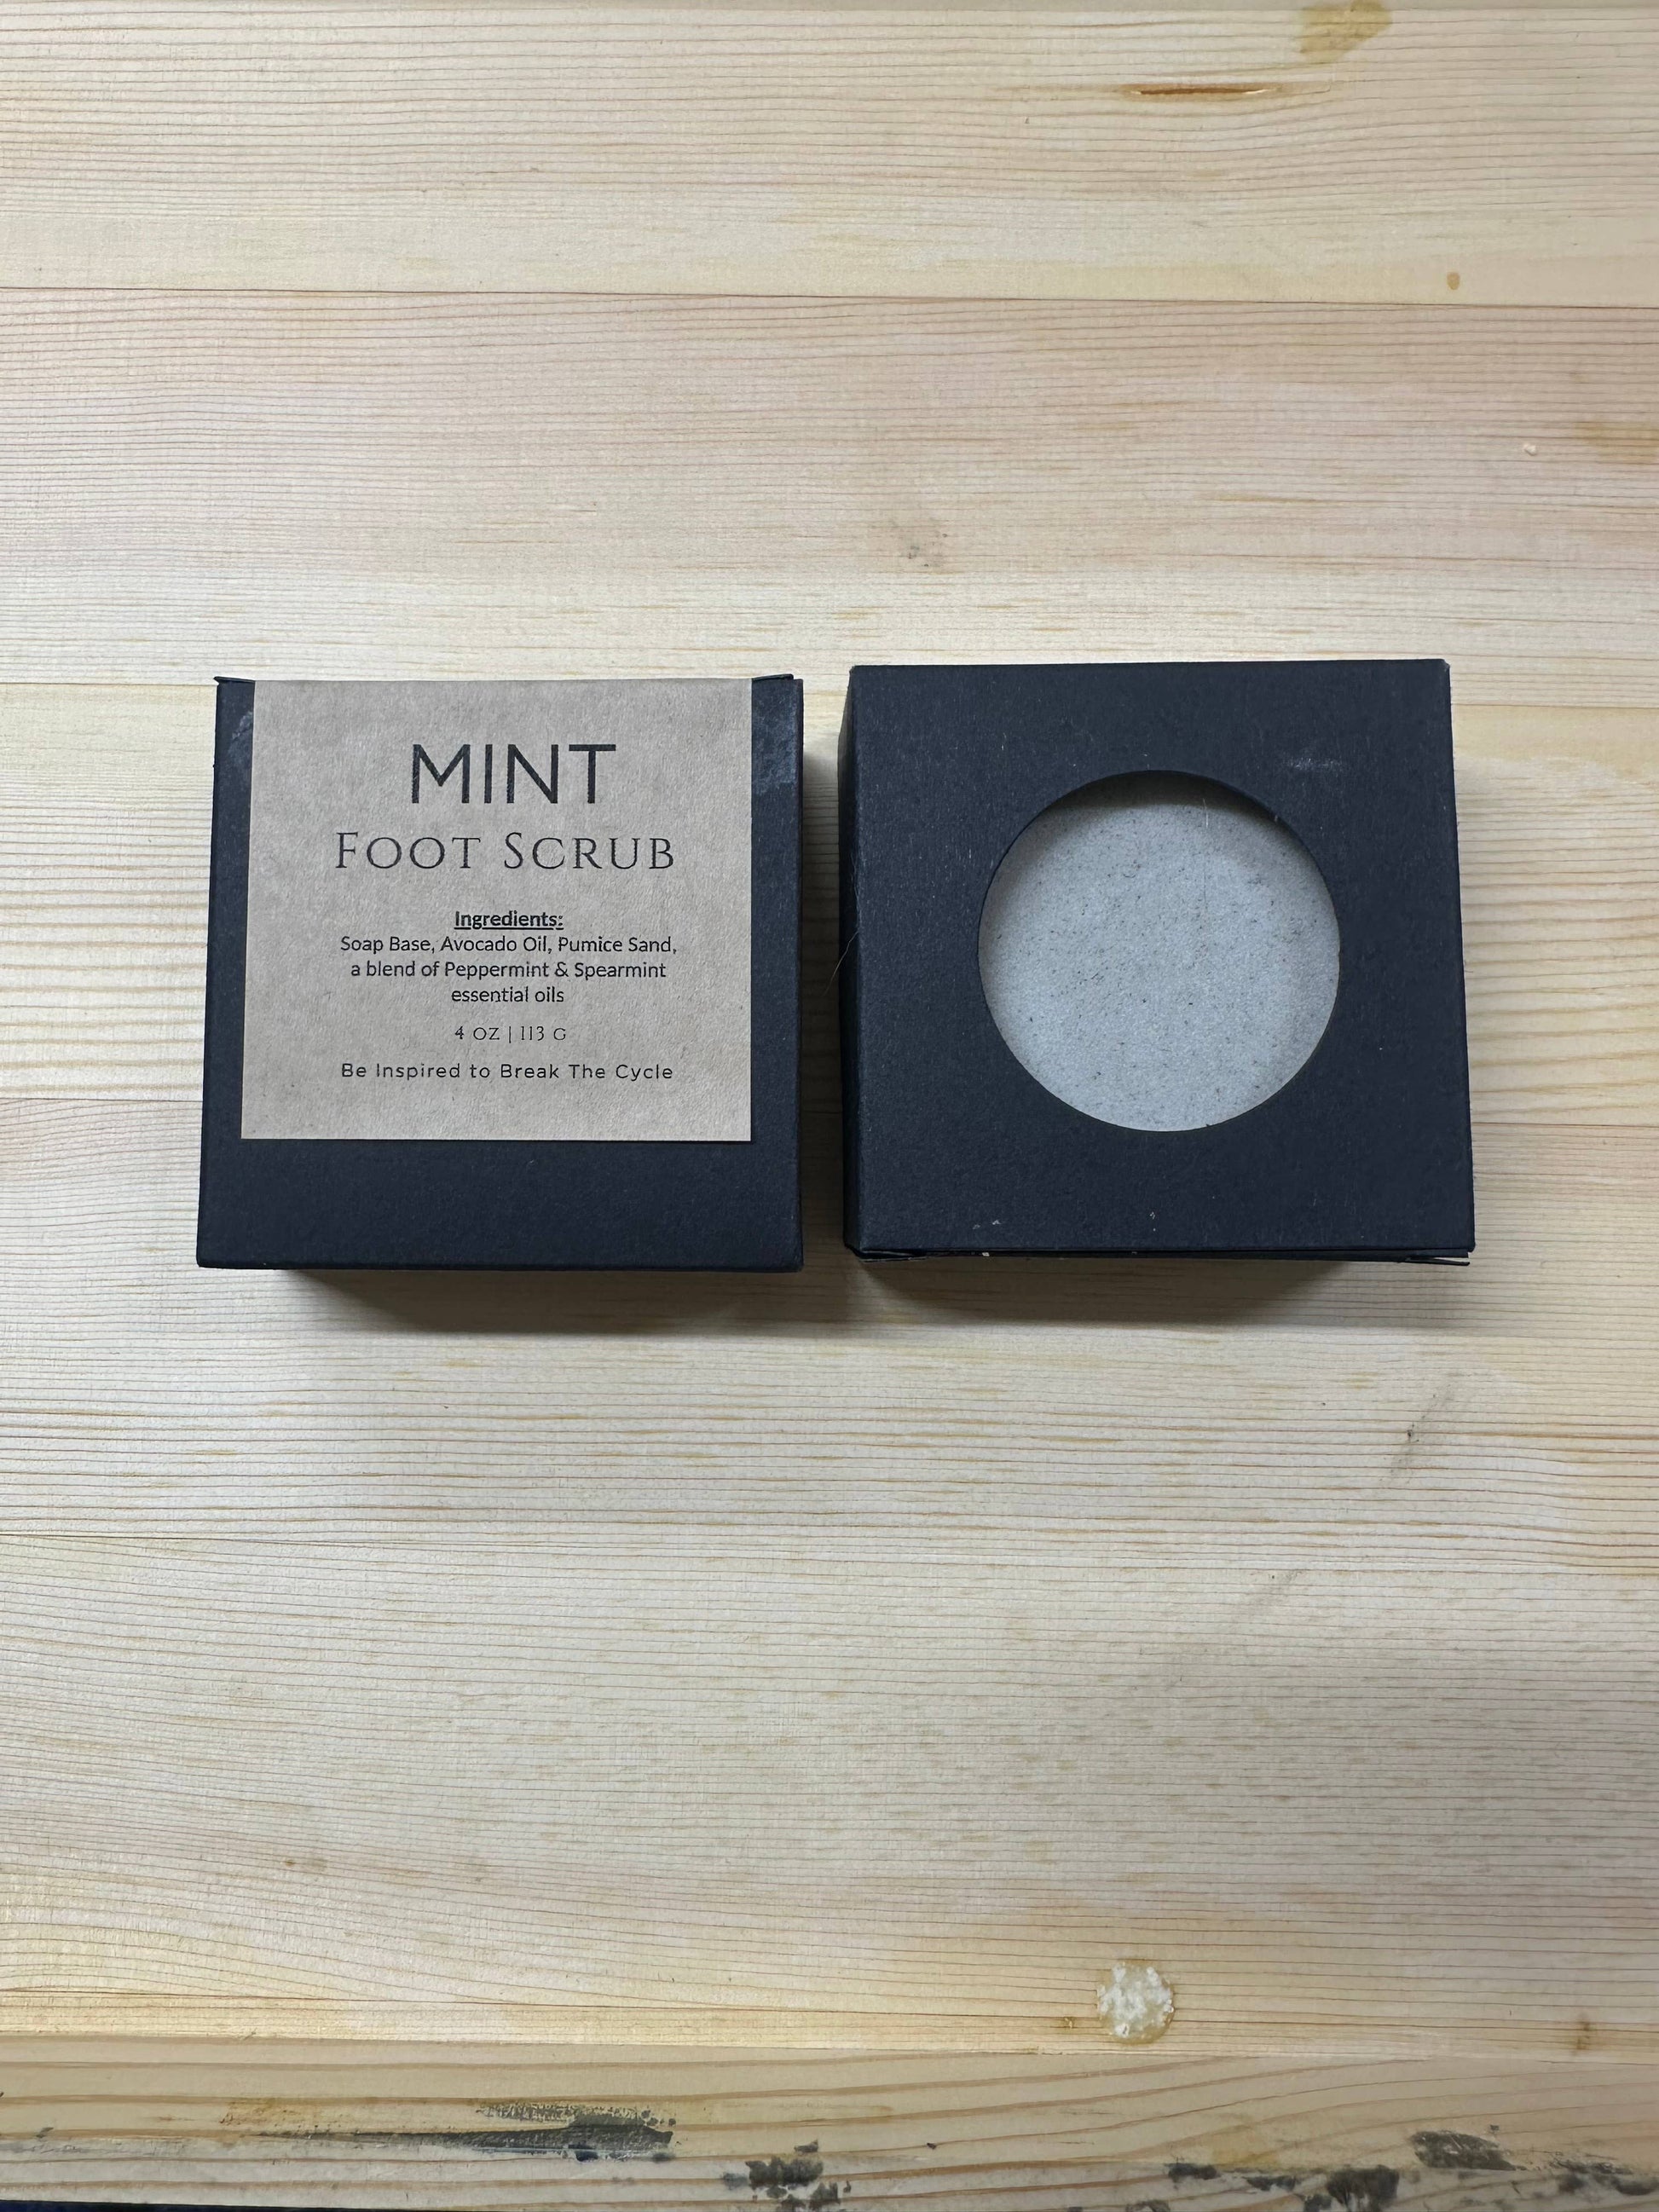 MINT
FOOT SCRUB
Ingredients:
Soap Base, Avocado Oil, Pumice Sand,
a blend of Peppermint & Spearmint
essential oils
4 OZ | 113 G
Be Inspired to Break The Cycle